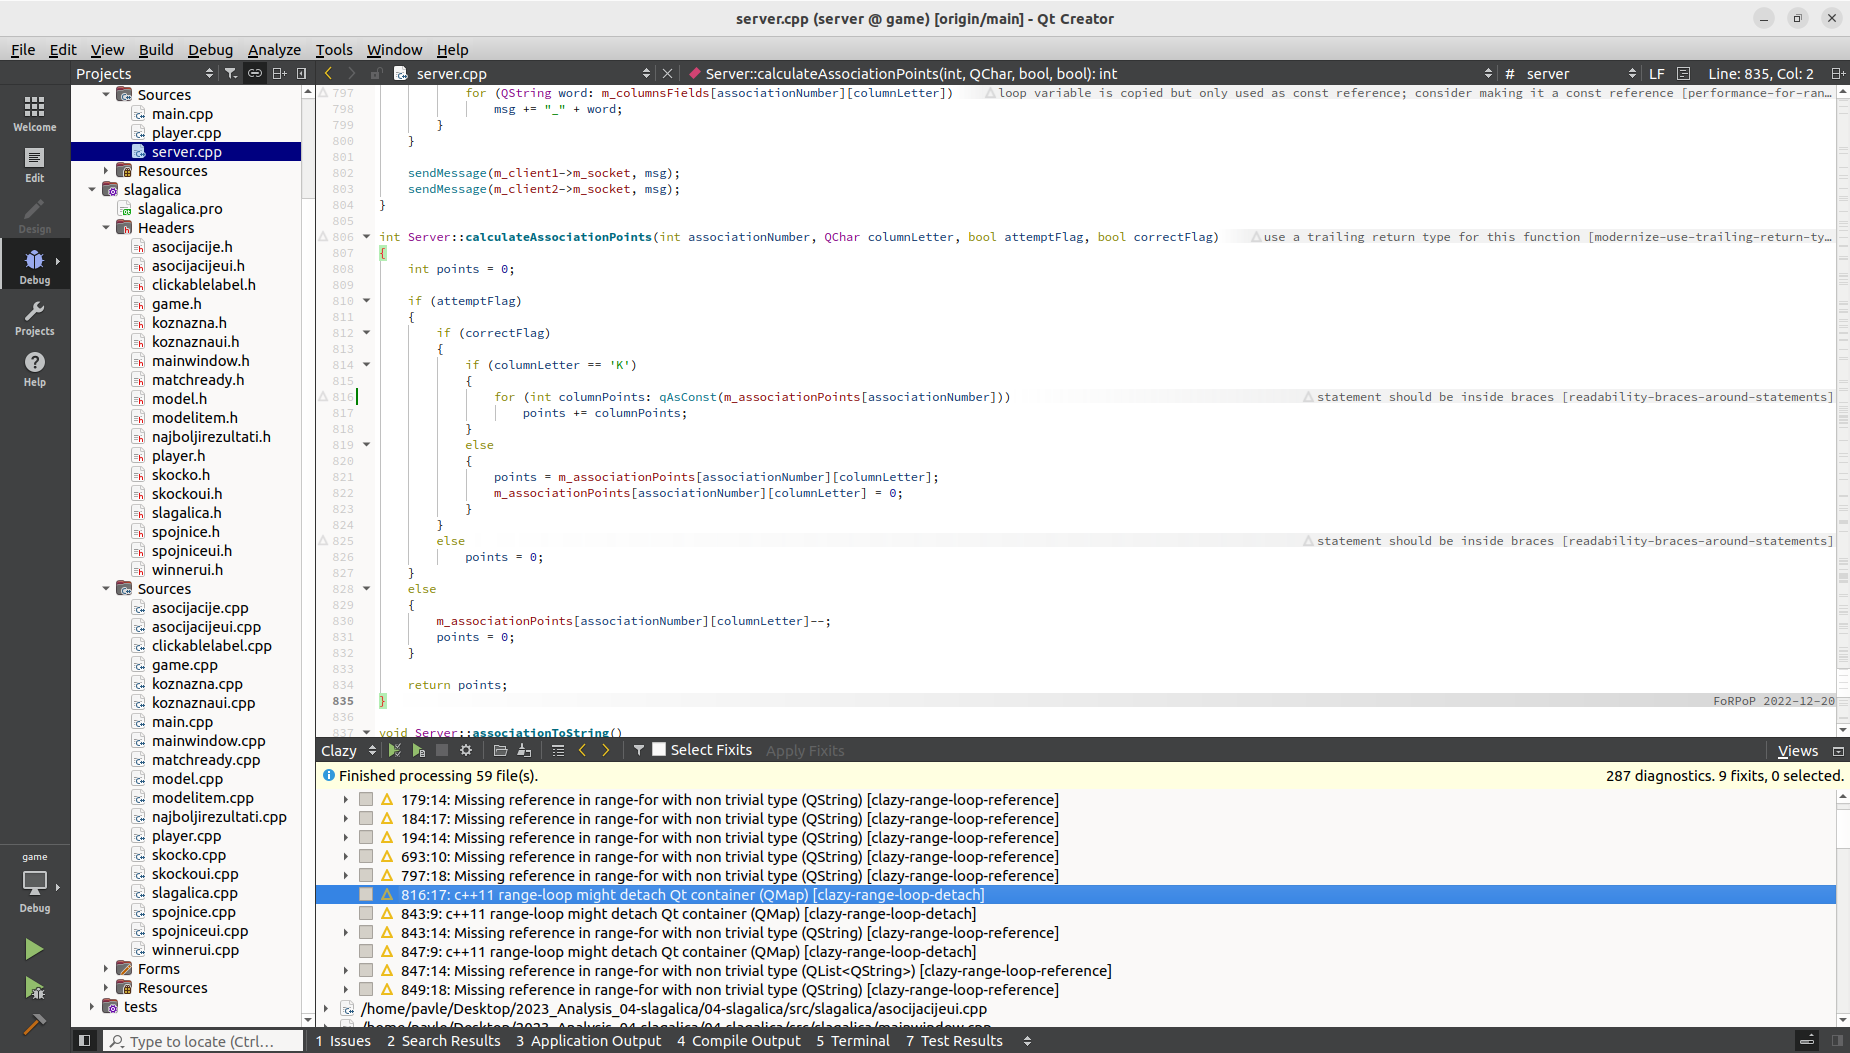 server.cpp (server @ game) [origin/main] - Qt Creator
File Edit View Build Debug Analyze Tools Window Help
Projects server.cpp Server::calculateAssociationPoints(int, QChar, bool, bool): int # server LF Line: 835, Col: 2
Welcome
Edit
Design
Debug
Projects
Help
game
Debug
Sources
main.cpp
player.cpp
server.cpp
Resources
slagalica
slagalica.pro
Headers
asocijacije.h
asocijacijeui.h
clickablelabel.h
game.h
koznazna.h
koznaznaui.h
mainwindow.h
matchready.h
model.h
modelitem.h
najboljirezultati.h
player.h
skocko.h
skockoui.h
slagalica.h
spojnice.h
spojniceui.h
winnerui.h
Sources
asocijacije.cpp
asocijacijeui.cpp
clickablelabel.cpp
game.cpp
koznazna.cpp
koznaznaui.cpp
main.cpp
mainwindow.cpp
matchready.cpp
model.cpp
modelitem.cpp
najboljirezultati.cpp
player.cpp
skocko.cpp
skockoui.cpp
slagalica.cpp
spojnice.cpp
spojniceui.cpp
winnerui.cpp
Forms
Resources
tests
797 for (QString word: m_columnsFields[associationNumber][columnLetter]) loop variable is copied but only used as const reference; consider making it a const reference [performance-for-ran…
798 msg += "_" + word;
799 }
800 }
801
802 sendMessage(m_client1->m_socket, msg);
803 sendMessage(m_client2->m_socket, msg);
804 }
805
806 int Server::calculateAssociationPoints(int associationNumber, QChar columnLetter, bool attemptFlag, bool correctFlag) use a trailing return type for this function [modernize-use-trailing-return-ty…
807 {
808 int points = 0;
809
810 if (attemptFlag)
811 {
812 if (correctFlag)
813 {
814 if (columnLetter == 'K')
815 {
816 for (int columnPoints: qAsConst(m_associationPoints[associationNumber])) statement should be inside braces [readability-braces-around-statements]
817 points += columnPoints;
818 }
819 else
820 {
821 points = m_associationPoints[associationNumber][columnLetter];
822 m_associationPoints[associationNumber][columnLetter] = 0;
823 }
824 }
825 else statement should be inside braces [readability-braces-around-statements]
826 points = 0;
827 }
828 else
829 {
830 m_associationPoints[associationNumber][columnLetter]--;
831 points = 0;
832 }
833
834 return points;
835 } FoRPoP 2022-12-20
836
837 void Server::associationToString()
Clazy Select Fixits Apply Fixits Views
Finished processing 59 file(s). 287 diagnostics. 9 fixits, 0 selected.
179:14: Missing reference in range-for with non trivial type (QString) [clazy-range-loop-reference]
184:17: Missing reference in range-for with non trivial type (QString) [clazy-range-loop-reference]
194:14: Missing reference in range-for with non trivial type (QString) [clazy-range-loop-reference]
693:10: Missing reference in range-for with non trivial type (QString) [clazy-range-loop-reference]
797:18: Missing reference in range-for with non trivial type (QString) [clazy-range-loop-reference]
816:17: c++11 range-loop might detach Qt container (QMap) [clazy-range-loop-detach]
843:9: c++11 range-loop might detach Qt container (QMap) [clazy-range-loop-detach]
843:14: Missing reference in range-for with non trivial type (QString) [clazy-range-loop-reference]
847:9: c++11 range-loop might detach Qt container (QMap) [clazy-range-loop-detach]
847:14: Missing reference in range-for with non trivial type (QList<QString>) [clazy-range-loop-reference]
849:18: Missing reference in range-for with non trivial type (QString) [clazy-range-loop-reference]
/home/pavle/Desktop/2023_Analysis_04-slagalica/04-slagalica/src/slagalica/asocijacijeui.cpp
/home/pavle/Desktop/2023_Analysis_04-slagalica/04-slagalica/src/slagalica/mainwindow.cpp
Type to locate (Ctrl… 1 Issues 2 Search Results 3 Application Output 4 Compile Output 5 Terminal 7 Test Results